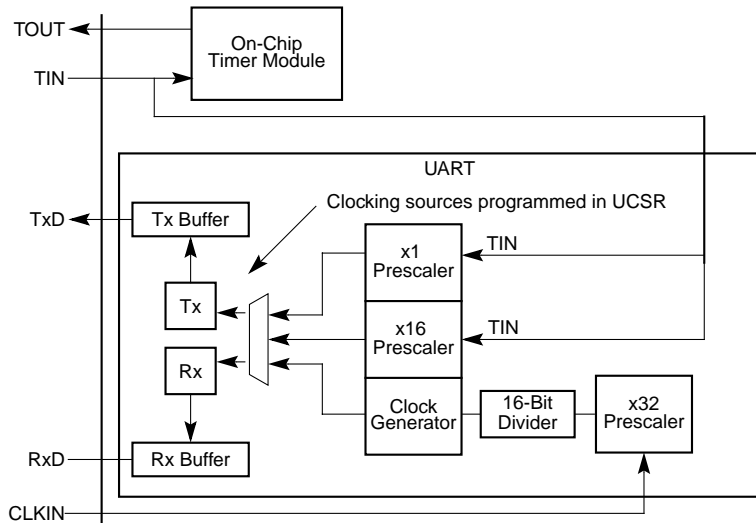 TOUT
On-Chip
Timer Module
TIN
UART
Clocking sources programmed in UCSR
TxD
Tx Buffer
x1
Prescaler
TIN
Tx
x16
Prescaler
TIN
Rx
Clock
Generator
16-Bit
Divider
x32
Prescaler
RxD
Rx Buffer
CLKIN